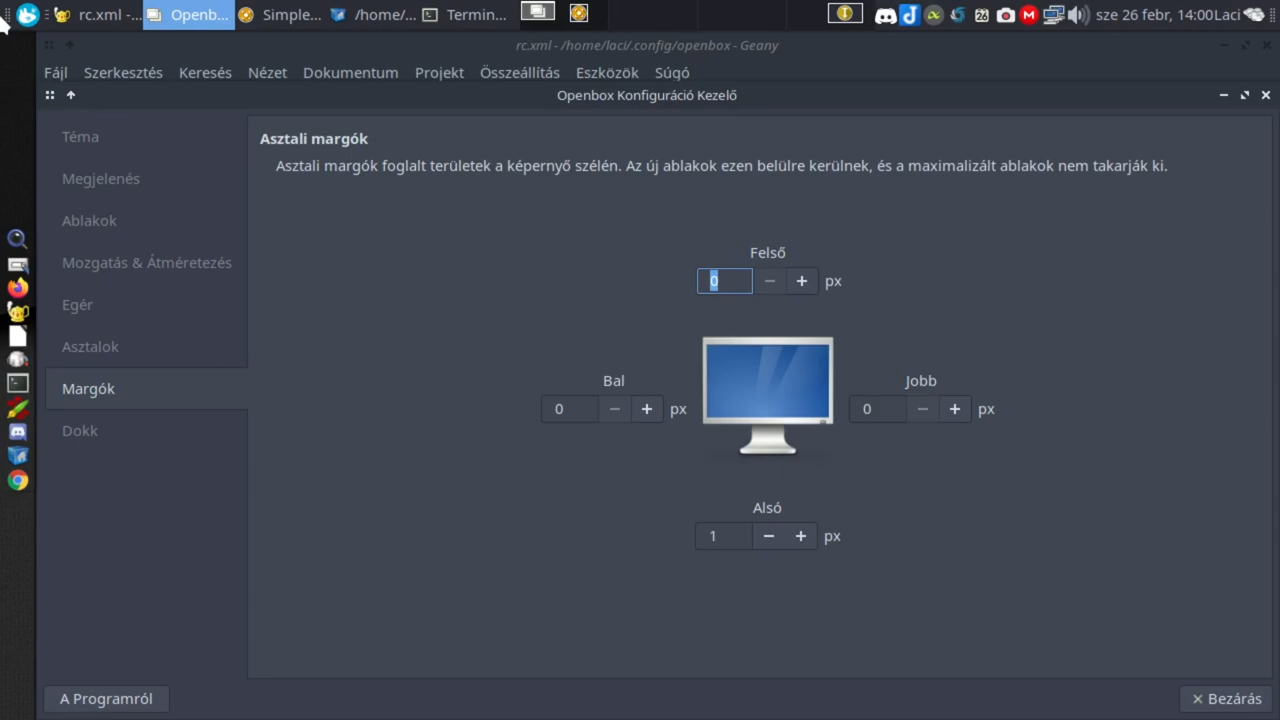 rc.xml -...
Openb...
Simple...
/home/...
Termin...
26
sze 26 febr, 14:00
Laci
rc.xml - /home/laci/.config/openbox - Geany
Fájl Szerkesztés Keresés Nézet Dokumentum Projekt Összeállítás Eszközök Súgó
Openbox Konfiguráció Kezelő
Téma
Megjelenés
Ablakok
Mozgatás & Átméretezés
Egér
Asztalok
Margók
Dokk
Asztali margók
Asztali margók foglalt területek a képernyő szélén. Az új ablakok ezen belülre kerülnek, és a maximalizált ablakok nem takarják ki.
Felső
0 − + px
Bal
0 − + px
Jobb
0 − + px
Alsó
1 − + px
A Programról
Bezárás